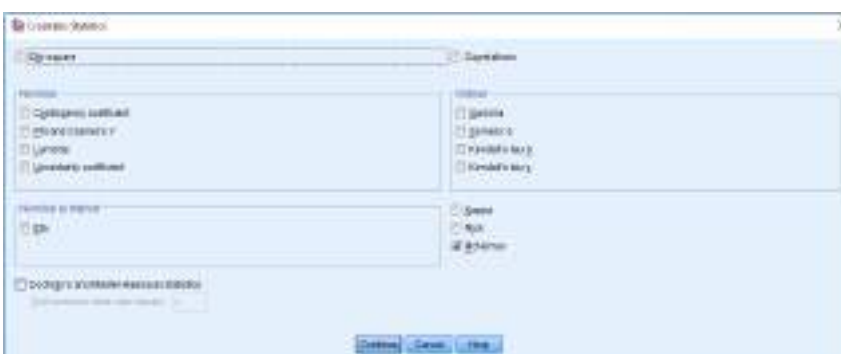 Crosstabs: Statistics
Chi-square
Correlations
Nominal
Contingency coefficient
Phi and Cramer's V
Lambda
Uncertainty coefficient
Ordinal
Gamma
Somers' d
Kendall's tau-b
Kendall's tau-c
Nominal by Interval
Eta
Kappa
Risk
McNemar
Cochran's and Mantel-Haenszel statistics
Continue Cancel Help